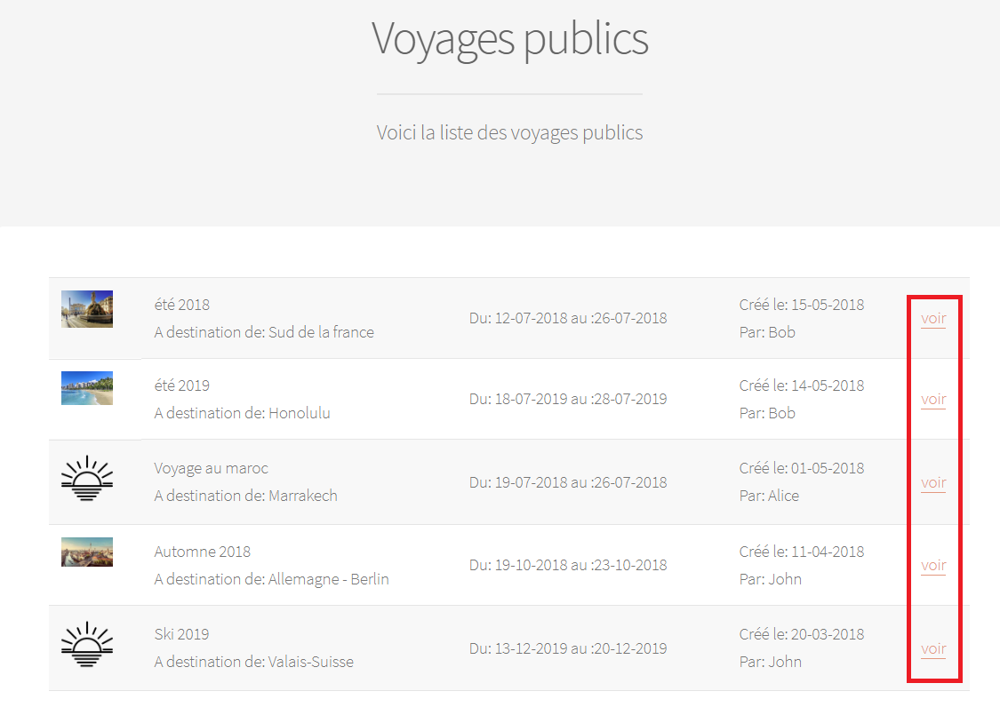 Voyages publics
Voici la liste des voyages publics
été 2018
A destination de: Sud de la france
Du: 12-07-2018 au :26-07-2018
Créé le: 15-05-2018
Par: Bob
voir
été 2019
A destination de: Honolulu
Du: 18-07-2019 au :28-07-2019
Créé le: 14-05-2018
Par: Bob
voir
Voyage au maroc
A destination de: Marrakech
Du: 19-07-2018 au :26-07-2018
Créé le: 01-05-2018
Par: Alice
voir
Automne 2018
A destination de: Allemagne - Berlin
Du: 19-10-2018 au :23-10-2018
Créé le: 11-04-2018
Par: John
voir
Ski 2019
A destination de: Valais-Suisse
Du: 13-12-2019 au :20-12-2019
Créé le: 20-03-2018
Par: John
voir